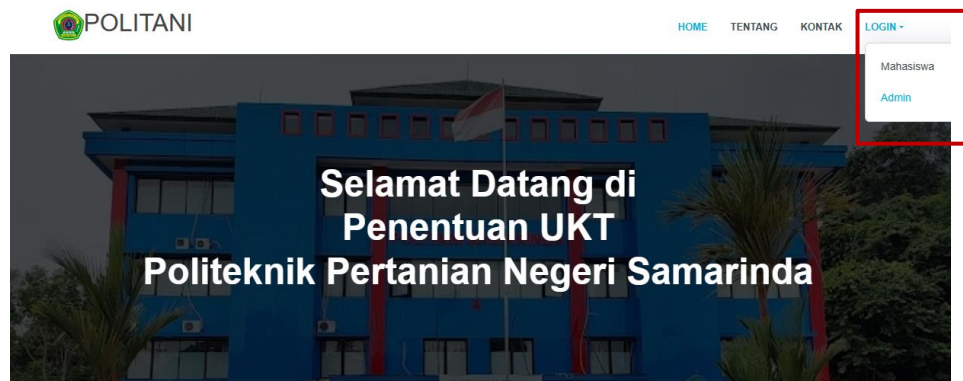 POLITANI
HOME TENTANG KONTAK LOGIN -
Mahasiswa
Admin
Selamat Datang di
Penentuan UKT
Politeknik Pertanian Negeri Samarinda